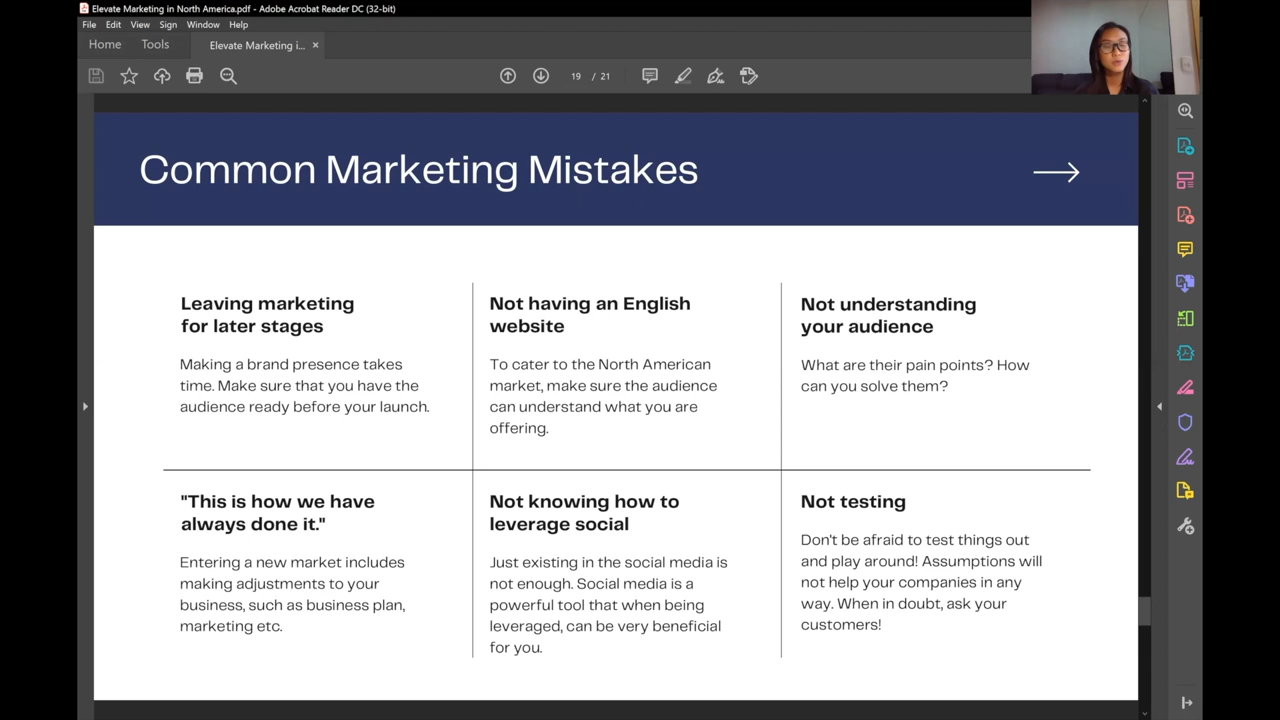 Elevate Marketing in North America.pdf - Adobe Acrobat Reader DC (32-bit)
File Edit View Sign Window Help
Home Tools Elevate Marketing i... ×
19 / 21
Common Marketing Mistakes
Leaving marketing
for later stages
Making a brand presence takes
time. Make sure that you have the
audience ready before your launch.
Not having an English
website
To cater to the North American
market, make sure the audience
can understand what you are
offering.
Not understanding
your audience
What are their pain points? How
can you solve them?
"This is how we have
always done it."
Entering a new market includes
making adjustments to your
business, such as business plan,
marketing etc.
Not knowing how to
leverage social
Just existing in the social media is
not enough. Social media is a
powerful tool that when being
leveraged, can be very beneficial
for you.
Not testing
Don't be afraid to test things out
and play around! Assumptions will
not help your companies in any
way. When in doubt, ask your
customers!